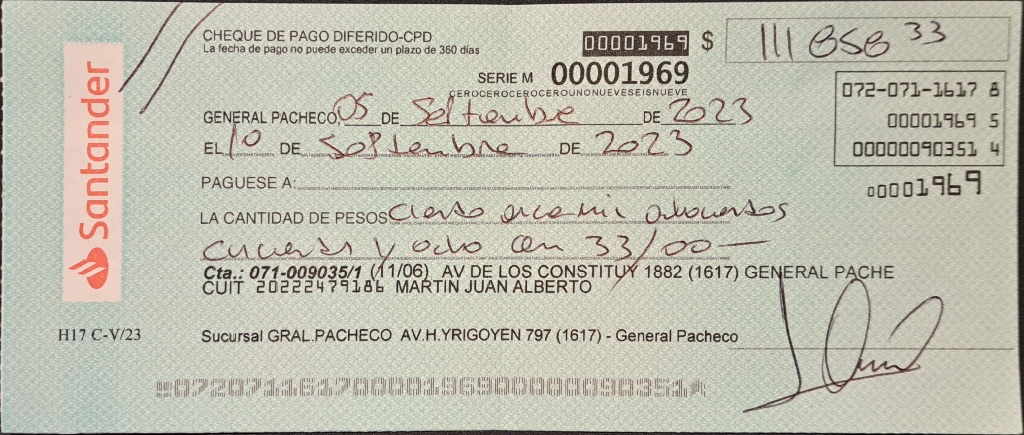 Santander
CHEQUE DE PAGO DIFERIDO-CPD
La fecha de pago no puede exceder un plazo de 360 días
00001969 $ 111 858 33
SERIE M 00001969
CEROCEROCEROCEROUNONUEVESEISNUEVE
072-071-1617 8
00001969 5
00000090351 4
00001969
GENERAL PACHECO, 05 DE Septiembre DE 2023
EL 10 DE Septiembre DE 2023
PAGUESE A:
LA CANTIDAD DE PESOS Ciento once mil ochocientos
cincuenta y ocho con 33/00
Cta.: 071-009035/1 (11/06) AV DE LOS CONSTITUY 1882 (1617) GENERAL PACHE
CUIT 20222479186 MARTIN JUAN ALBERTO
H17 C-V/23
Sucursal GRAL.PACHECO AV.H.YRIGOYEN 797 (1617) - General Pacheco